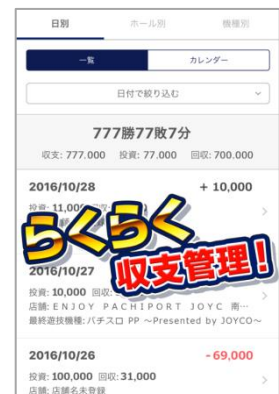 日別 ホール別 機種別
一覧 カレンダー
日付で絞り込む
777勝77敗7分
収支: 777.000 投資: 77.000 回収: 700.000
2016/10/28 + 10,000
投資: 11,000
らくらく
収支管理!
2016/10/27
投資: 10,000 回収:
店舗: ENJOY PACHIPORT JOYC 南…
最終遊技機種: パチスロ PP ～Presented by JOYCO～
2016/10/26 -69,000
投資: 100,000 回収: 31,000
店舗: 店舗名未登録